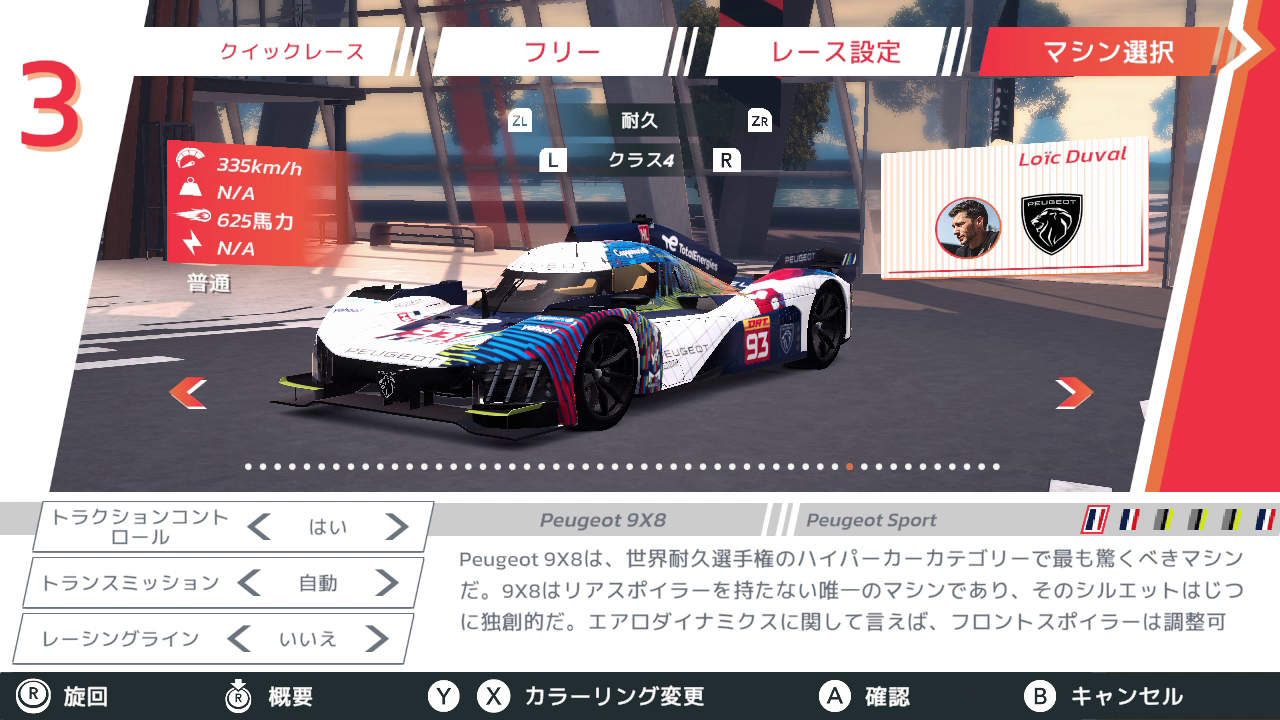 クイックレース
フリー
レース設定
マシン選択
3
ZL
耐久
ZR
L
クラス4
R
335km/h
N/A
625馬力
N/A
普通
Loïc Duval
PEUGEOT
TotalEnergies
PEUGEOT
yahoo!
yahoo!
PEUGEOT
PEUGEOT
93
トラクションコント
ロール
はい
トランスミッション
自動
レーシングライン
いいえ
Peugeot 9X8
Peugeot Sport
Peugeot 9X8は、世界耐久選手権のハイパーカーカテゴリーで最も驚くべきマシン
だ。9X8はリアスポイラーを持たない唯一のマシンであり、そのシルエットはじつ
に独創的だ。エアロダイナミクスに関して言えば、フロントスポイラーは調整可
R
旋回
R
概要
Y
X
カラーリング変更
A
確認
B
キャンセル